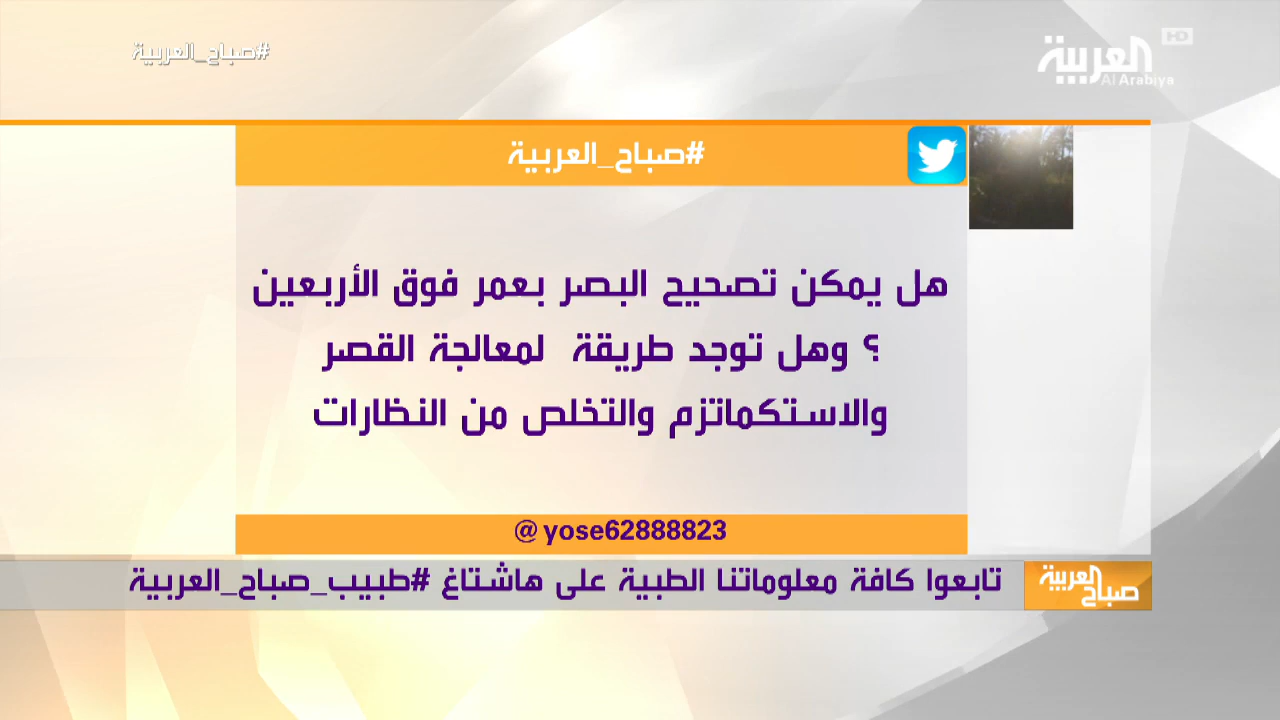 #صباح_العربية
العربية HD
Al Arabiya
#صباح_العربية
هل يمكن تصحيح البصر بعمر فوق الأربعين
؟ وهل توجد طريقة لمعالجة القصر
والاستكماتزم والتخلص من النظارات
@yose62888823
صباح العربية
تابعوا كافة معلوماتنا الطبية على هاشتاغ #طبيب_صباح_العربية